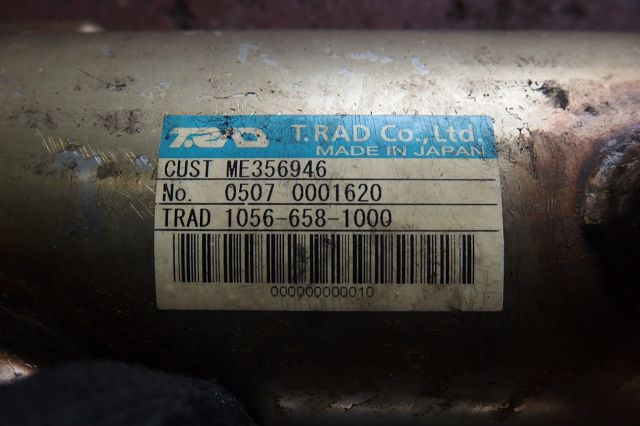 T.RAD T.RAD Co., Ltd.
MADE IN JAPAN
CUST ME356946
No. 0507 0001620
TRAD 1056-658-1000
000000000010